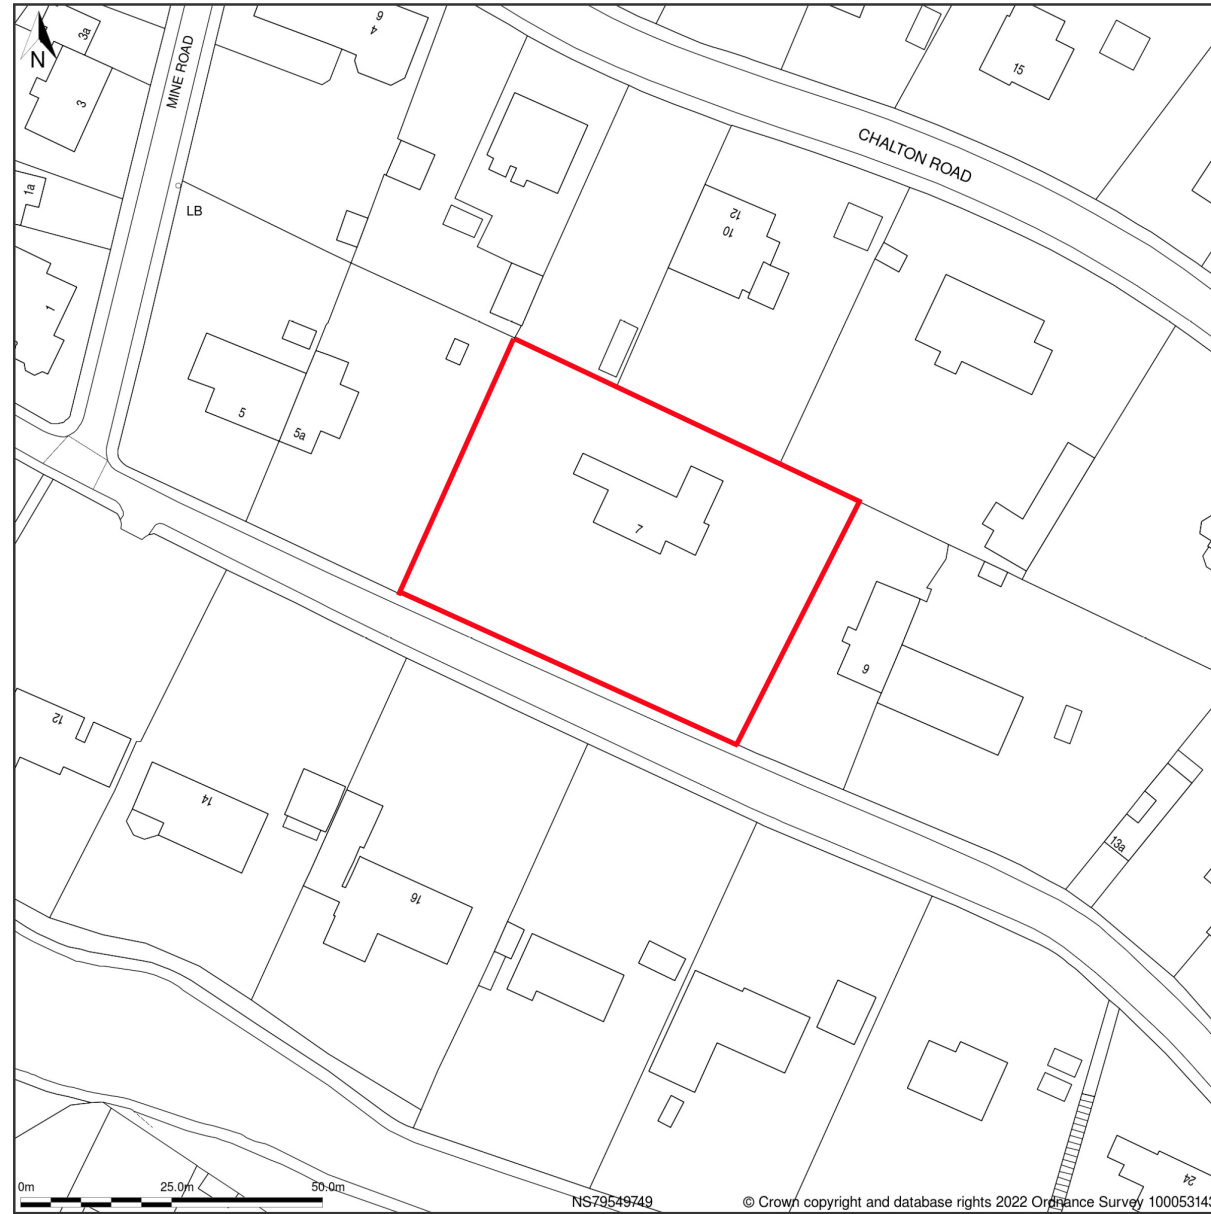 N
3a
3
1a
1
MINE ROAD
LB
4
6
15
CHALTON ROAD
12
10
5
5a
7
9
12
14
16
13a
24
0m 25.0m 50.0m
NS79549749
© Crown copyright and database rights 2022 Ordnance Survey 100053143